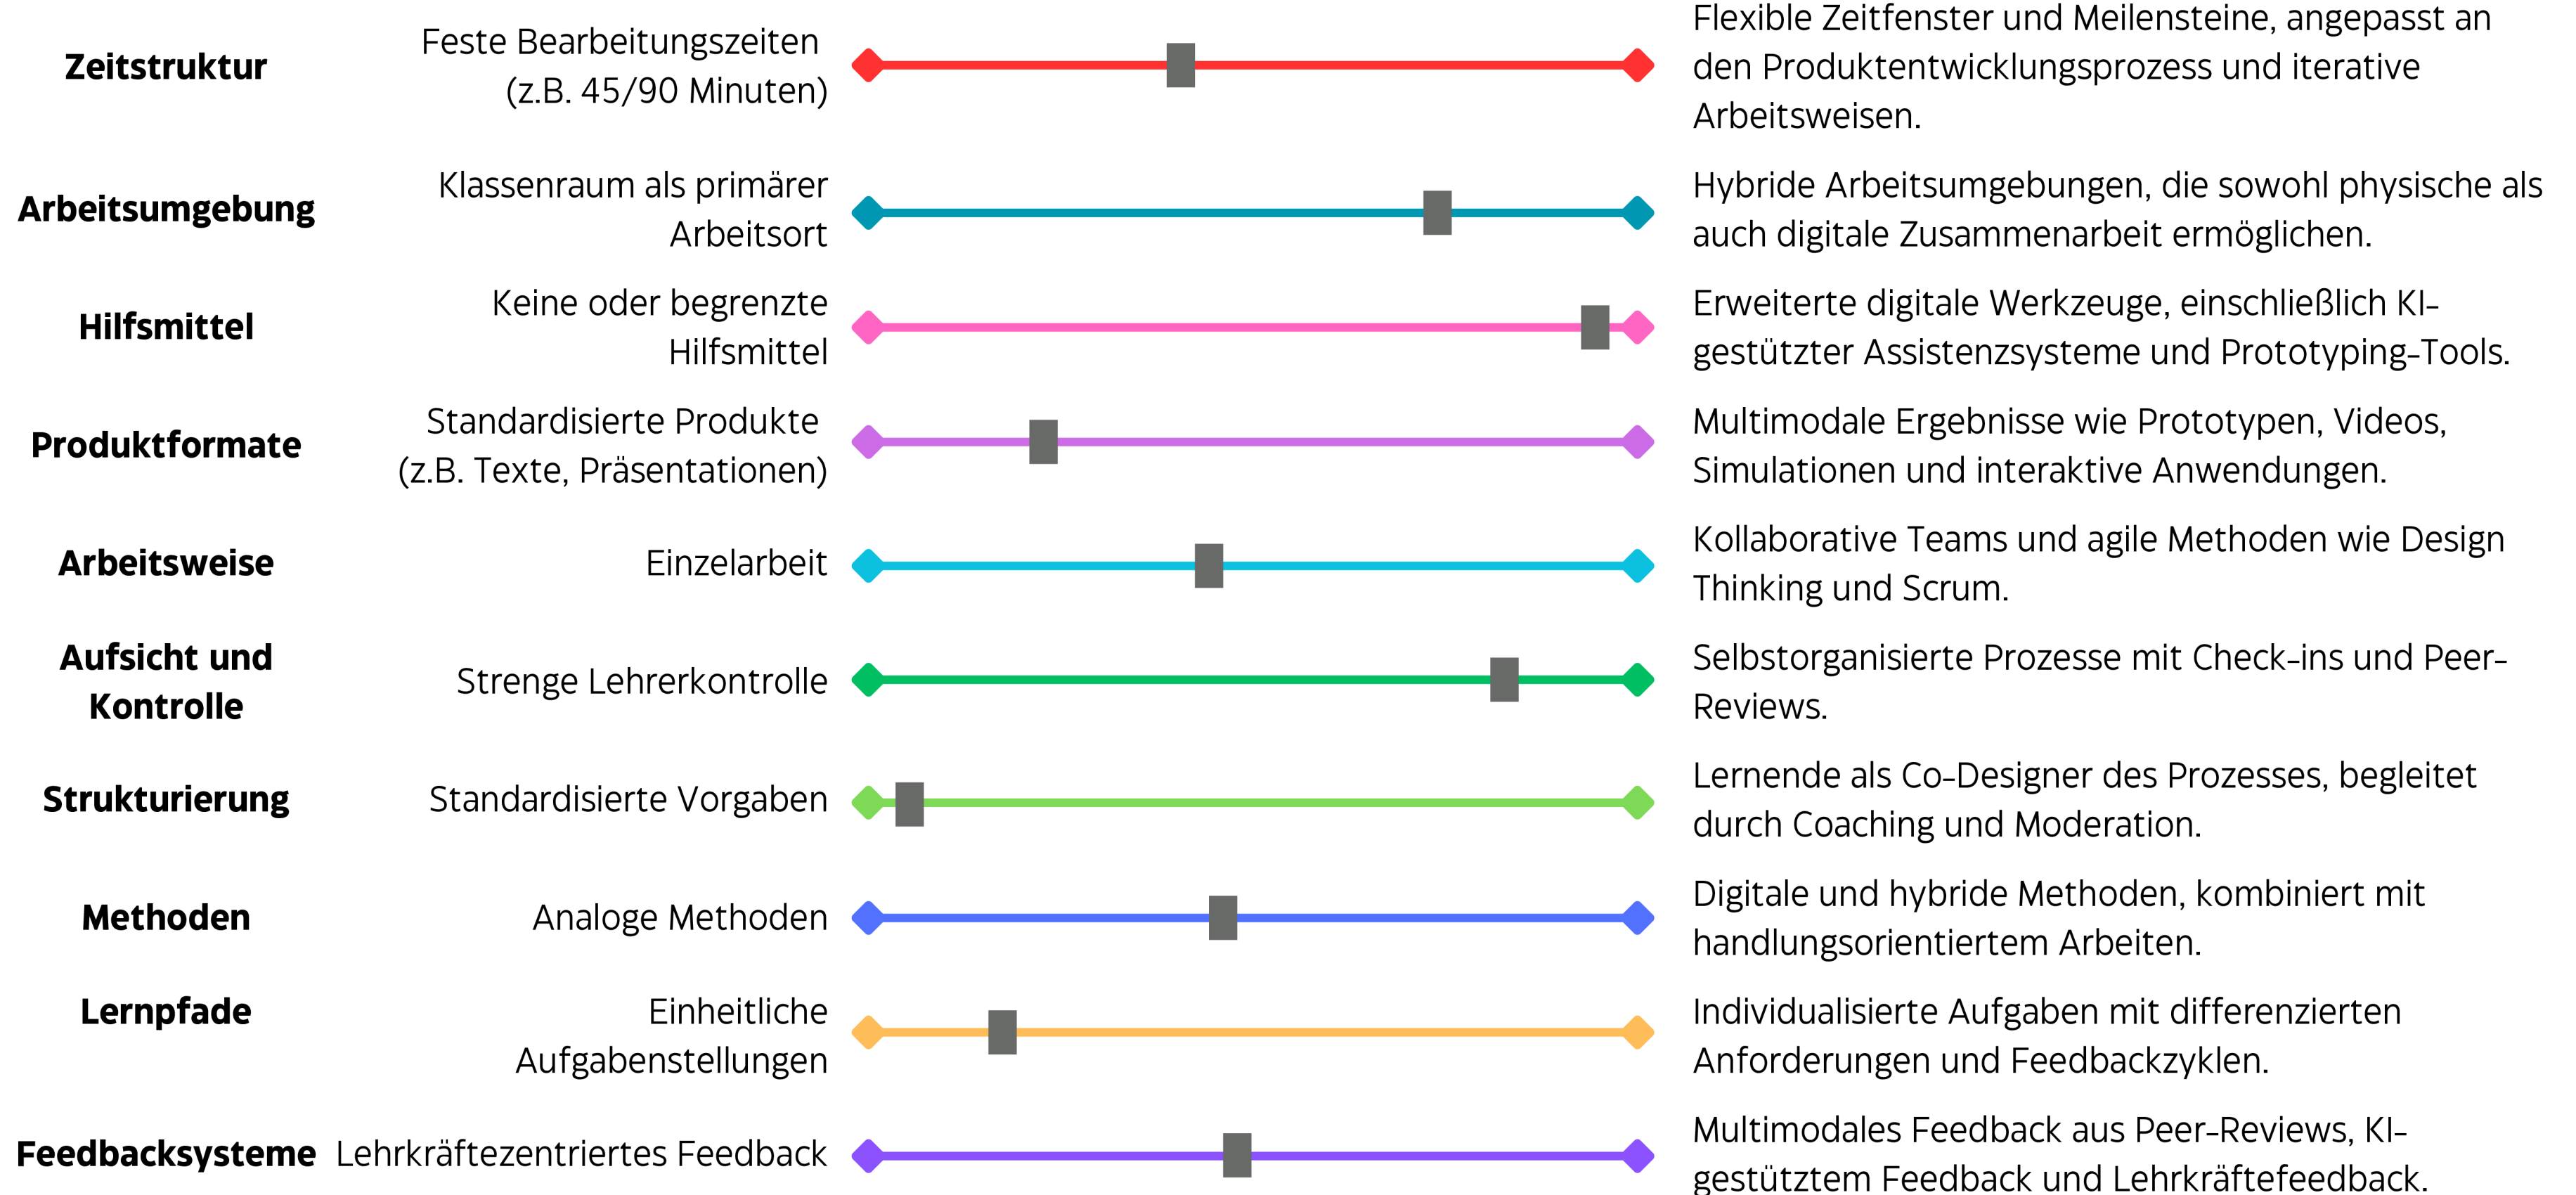 Zeitstruktur
Feste Bearbeitungszeiten
(z.B. 45/90 Minuten)
Flexible Zeitfenster und Meilensteine, angepasst an
den Produktentwicklungsprozess und iterative
Arbeitsweisen.
Arbeitsumgebung
Klassenraum als primärer
Arbeitsort
Hybride Arbeitsumgebungen, die sowohl physische als
auch digitale Zusammenarbeit ermöglichen.
Hilfsmittel
Keine oder begrenzte
Hilfsmittel
Erweiterte digitale Werkzeuge, einschließlich KI-
gestützter Assistenzsysteme und Prototyping-Tools.
Produktformate
Standardisierte Produkte
(z.B. Texte, Präsentationen)
Multimodale Ergebnisse wie Prototypen, Videos,
Simulationen und interaktive Anwendungen.
Arbeitsweise
Einzelarbeit
Kollaborative Teams und agile Methoden wie Design
Thinking und Scrum.
Aufsicht und
Kontrolle
Strenge Lehrerkontrolle
Selbstorganisierte Prozesse mit Check-ins und Peer-
Reviews.
Strukturierung
Standardisierte Vorgaben
Lernende als Co-Designer des Prozesses, begleitet
durch Coaching und Moderation.
Methoden
Analoge Methoden
Digitale und hybride Methoden, kombiniert mit
handlungsorientiertem Arbeiten.
Lernpfade
Einheitliche
Aufgabenstellungen
Individualisierte Aufgaben mit differenzierten
Anforderungen und Feedbackzyklen.
Feedbacksysteme
Lehrkräftezentriertes Feedback
Multimodales Feedback aus Peer-Reviews, KI-
gestütztem Feedback und Lehrkräftefeedback.